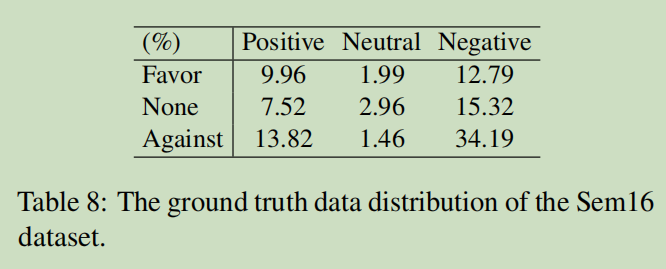 (%) Positive Neutral Negative
Favor 9.96 1.99 12.79
None 7.52 2.96 15.32
Against 13.82 1.46 34.19
Table 8: The ground truth data distribution of the Sem16
dataset.